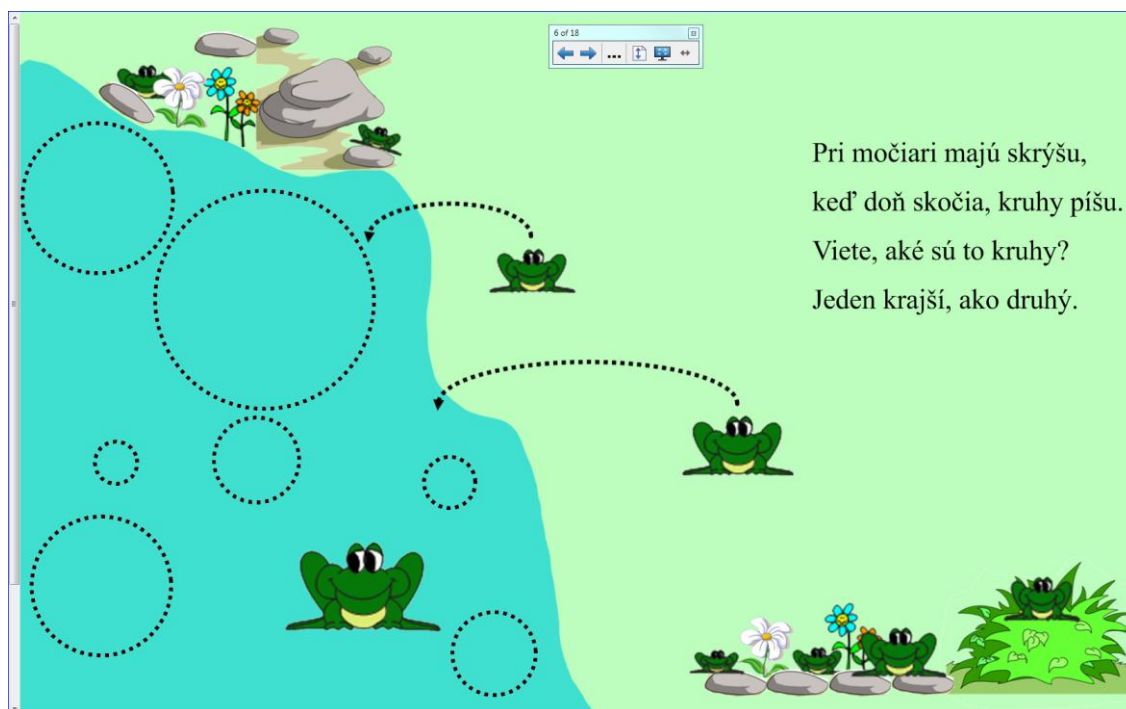 6 of 18
Pri močiari majú skrýšu,
keď doň skočia, kruhy píšu.
Viete, aké sú to kruhy?
Jeden krajší, ako druhý.